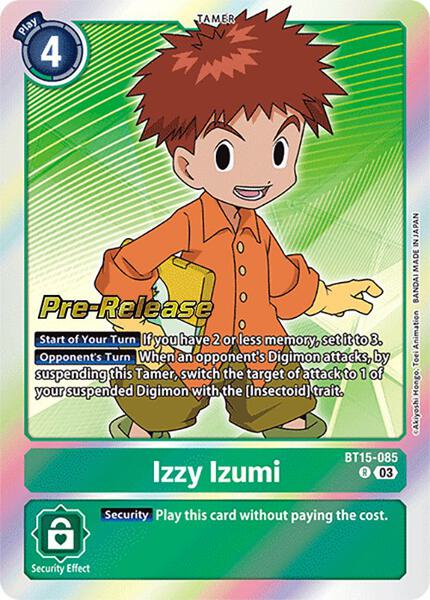 TAMER
Play
4
Pre-Release
Start of Your Turn If you have 2 or less memory, set it to 3.
Opponent's Turn When an opponent's Digimon attacks, by
suspending this Tamer, switch the target of attack to 1 of
your suspended Digimon with the [Insectoid] trait.
©Akiyoshi Hongo, Toei Animation BANDAI MADE IN JAPAN
BT15-085
Izzy Izumi
R 03
Security Play this card without paying the cost.
Security Effect